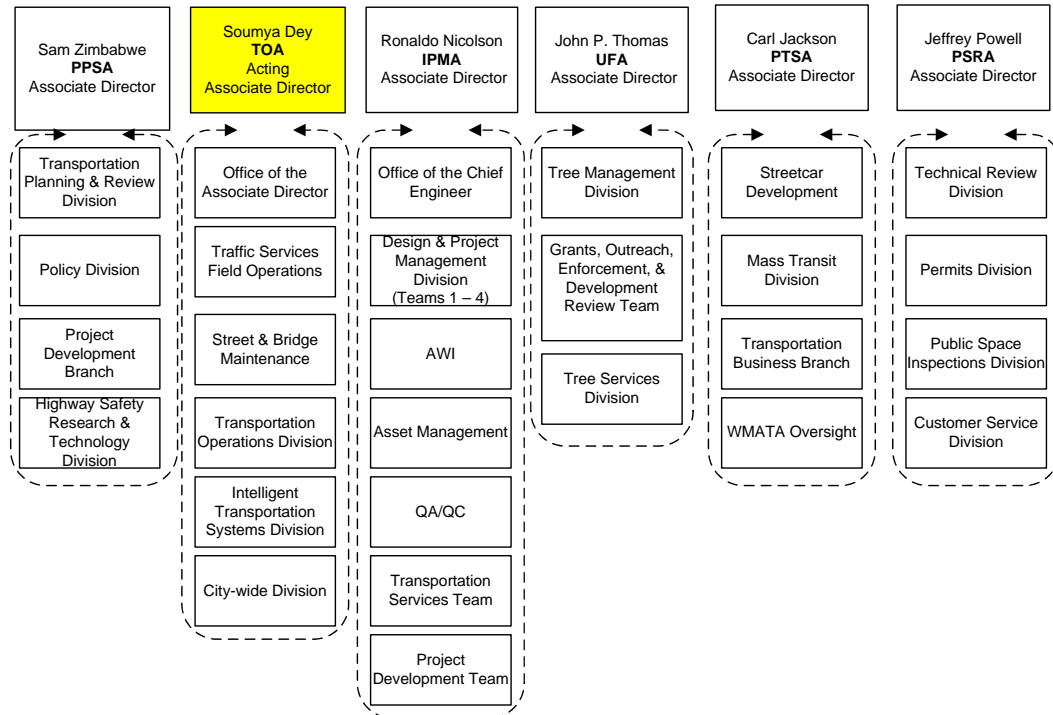 Sam Zimbabwe
PPSA
Associate Director
Soumya Dey
TOA
Acting
Associate Director
Ronaldo Nicolson
IPMA
Associate Director
John P. Thomas
UFA
Associate Director
Carl Jackson
PTSA
Associate Director
Jeffrey Powell
PSRA
Associate Director
Transportation
Planning & Review
Division
Policy Division
Project
Development
Branch
Highway Safety
Research &
Technology
Division
Office of the
Associate Director
Traffic Services
Field Operations
Street & Bridge
Maintenance
Transportation
Operations Division
Intelligent
Transportation
Systems Division
City-wide Division
Office of the Chief
Engineer
Design & Project
Management
Division
(Teams 1 – 4)
AWI
Asset Management
QA/QC
Transportation
Services Team
Project
Development Team
Tree Management
Division
Grants, Outreach,
Enforcement, &
Development
Review Team
Tree Services
Division
Streetcar
Development
Mass Transit
Division
Transportation
Business Branch
WMATA Oversight
Technical Review
Division
Permits Division
Public Space
Inspections Division
Customer Service
Division